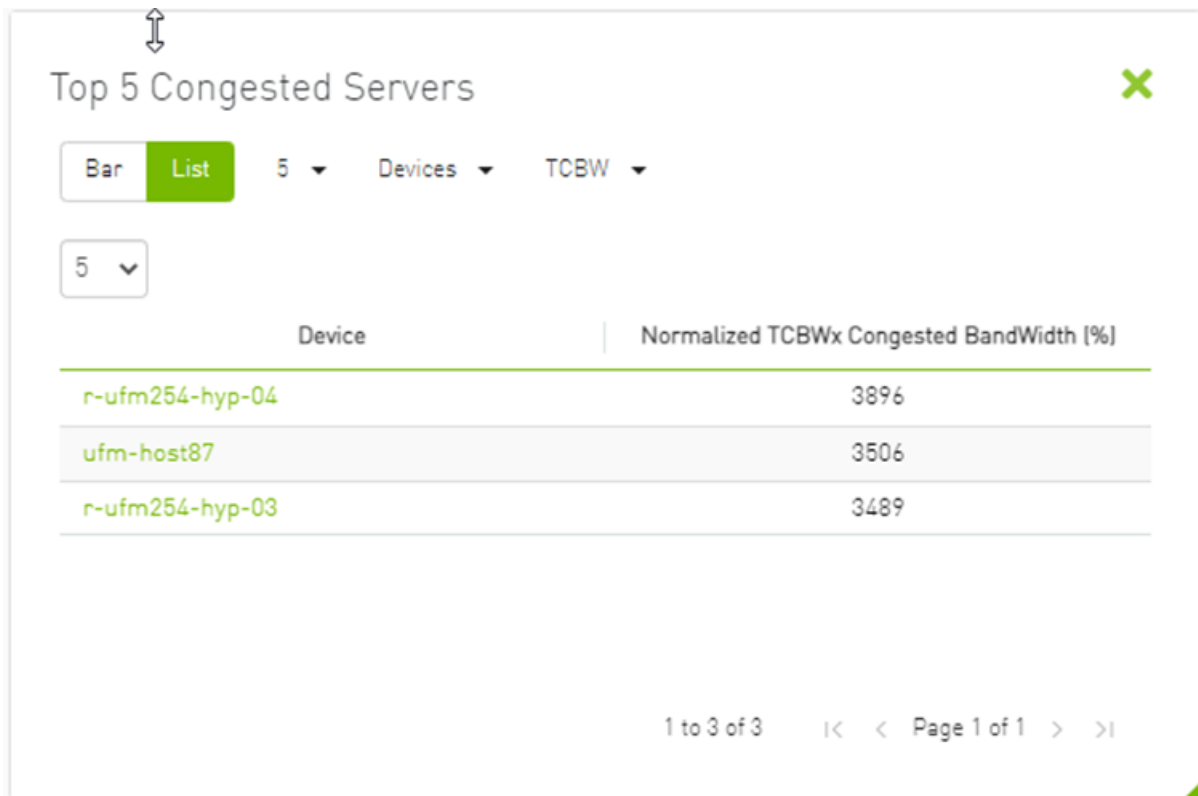 Top 5 Congested Servers
Bar List 5 Devices TCBW
5
Device Normalized TCBWx Congested BandWidth (%)
r-ufm254-hyp-04 3896
ufm-host87 3506
r-ufm254-hyp-03 3489
1 to 3 of 3 Page 1 of 1